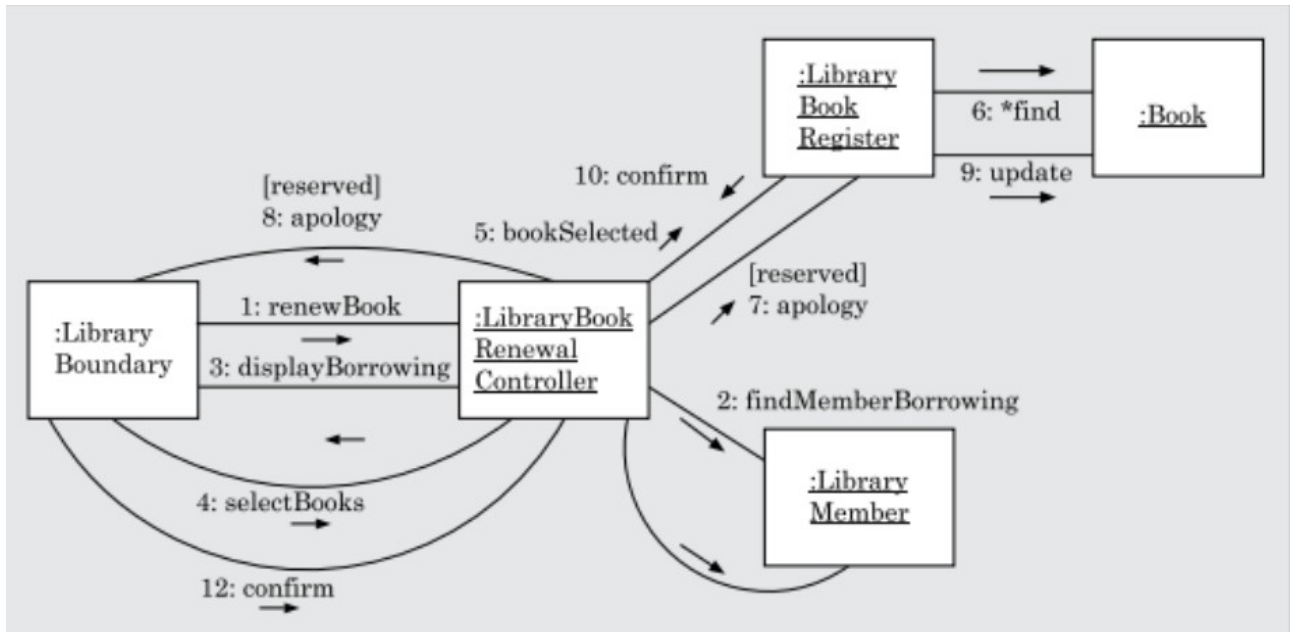 :Library
Book
Register
6: *find
:Book
9: update
10: confirm
[reserved]
8: apology
5: bookSelected
[reserved]
7: apology
:Library
Boundary
1: renewBook
3: displayBorrowing
:LibraryBook
Renewal
Controller
2: findMemberBorrowing
:Library
Member
4: selectBooks
12: confirm